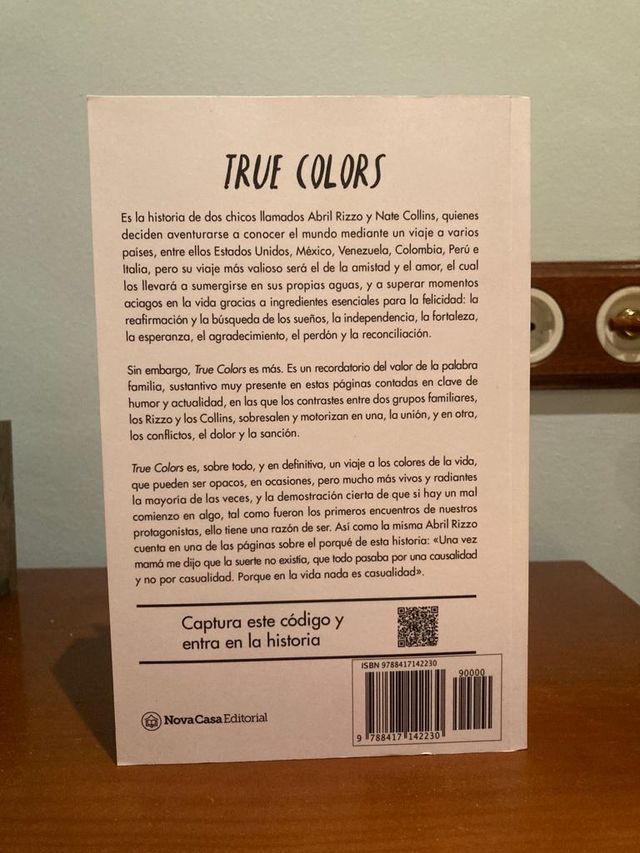 TRUE COLORS
Es la historia de dos chicos llamados Abril Rizzo y Nate Collins, quienes
deciden aventurarse a conocer el mundo mediante un viaje a varios
países, entre ellos Estados Unidos, México, Venezuela, Colombia, Perú e
Italia, pero su viaje más valioso será el de la amistad y el amor, el cual
los llevará a sumergirse en sus propias aguas, y a superar momentos
aciagos en la vida gracias a ingredientes esenciales para la felicidad: la
reafirmación y la búsqueda de los sueños, la independencia, la fortaleza,
la esperanza, el agradecimiento, el perdón y la reconciliación.
Sin embargo, True Colors es más. Es un recordatorio del valor de la palabra
familia, sustantivo muy presente en estas páginas contadas en clave de
humor y actualidad, en las que los contrastes entre dos grupos familiares,
los Rizzo y los Collins, sobresalen y motorizan en una, la unión, y en otra,
los conflictos, el dolor y la sanción.
True Colors es, sobre todo, y en definitiva, un viaje a los colores de la vida,
que pueden ser opacos, en ocasiones, pero mucho más vivos y radiantes
la mayoría de las veces, y la demostración cierta de que si hay un mal
comienzo en algo, tal como fueron los primeros encuentros de nuestros
protagonistas, ello tiene una razón de ser. Así como la misma Abril Rizzo
cuenta en una de las páginas sobre el porqué de esta historia: «Una vez
mamá me dijo que la suerte no existía, que todo pasaba por una causalidad
y no por casualidad. Porque en la vida nada es casualidad».
Captura este código y
entra en la historia
ISBN 9788417142230
90000
9 788417 142230
Nova Casa Editorial